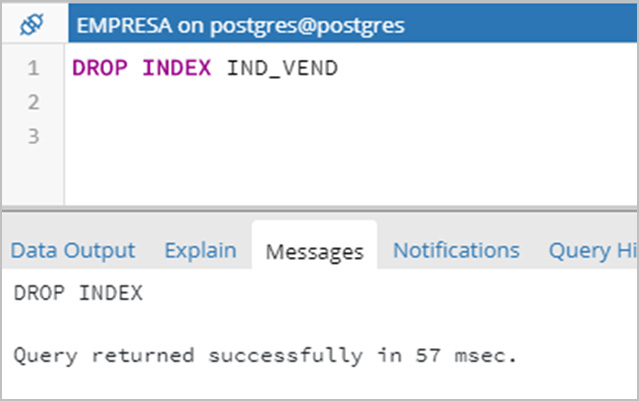 EMPRESA on postgres@postgres
1 DROP INDEX IND_VEND
2
3
Data Output Explain Messages Notifications Query Hi
DROP INDEX
Query returned successfully in 57 msec.